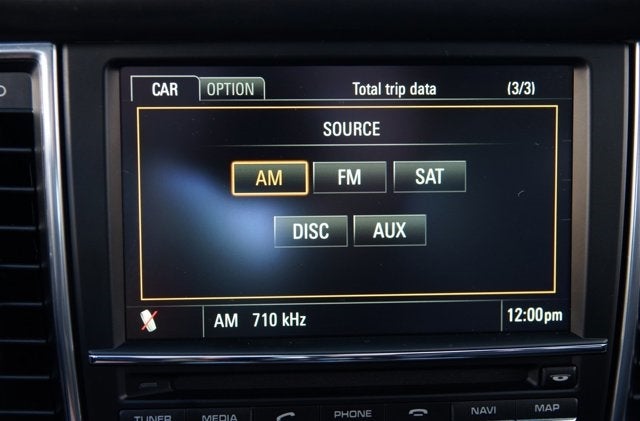 CAR OPTION Total trip data (3/3)
SOURCE
AM FM SAT
DISC AUX
AM 710 kHz 12:00pm
TUNER MEDIA PHONE NAVI MAP